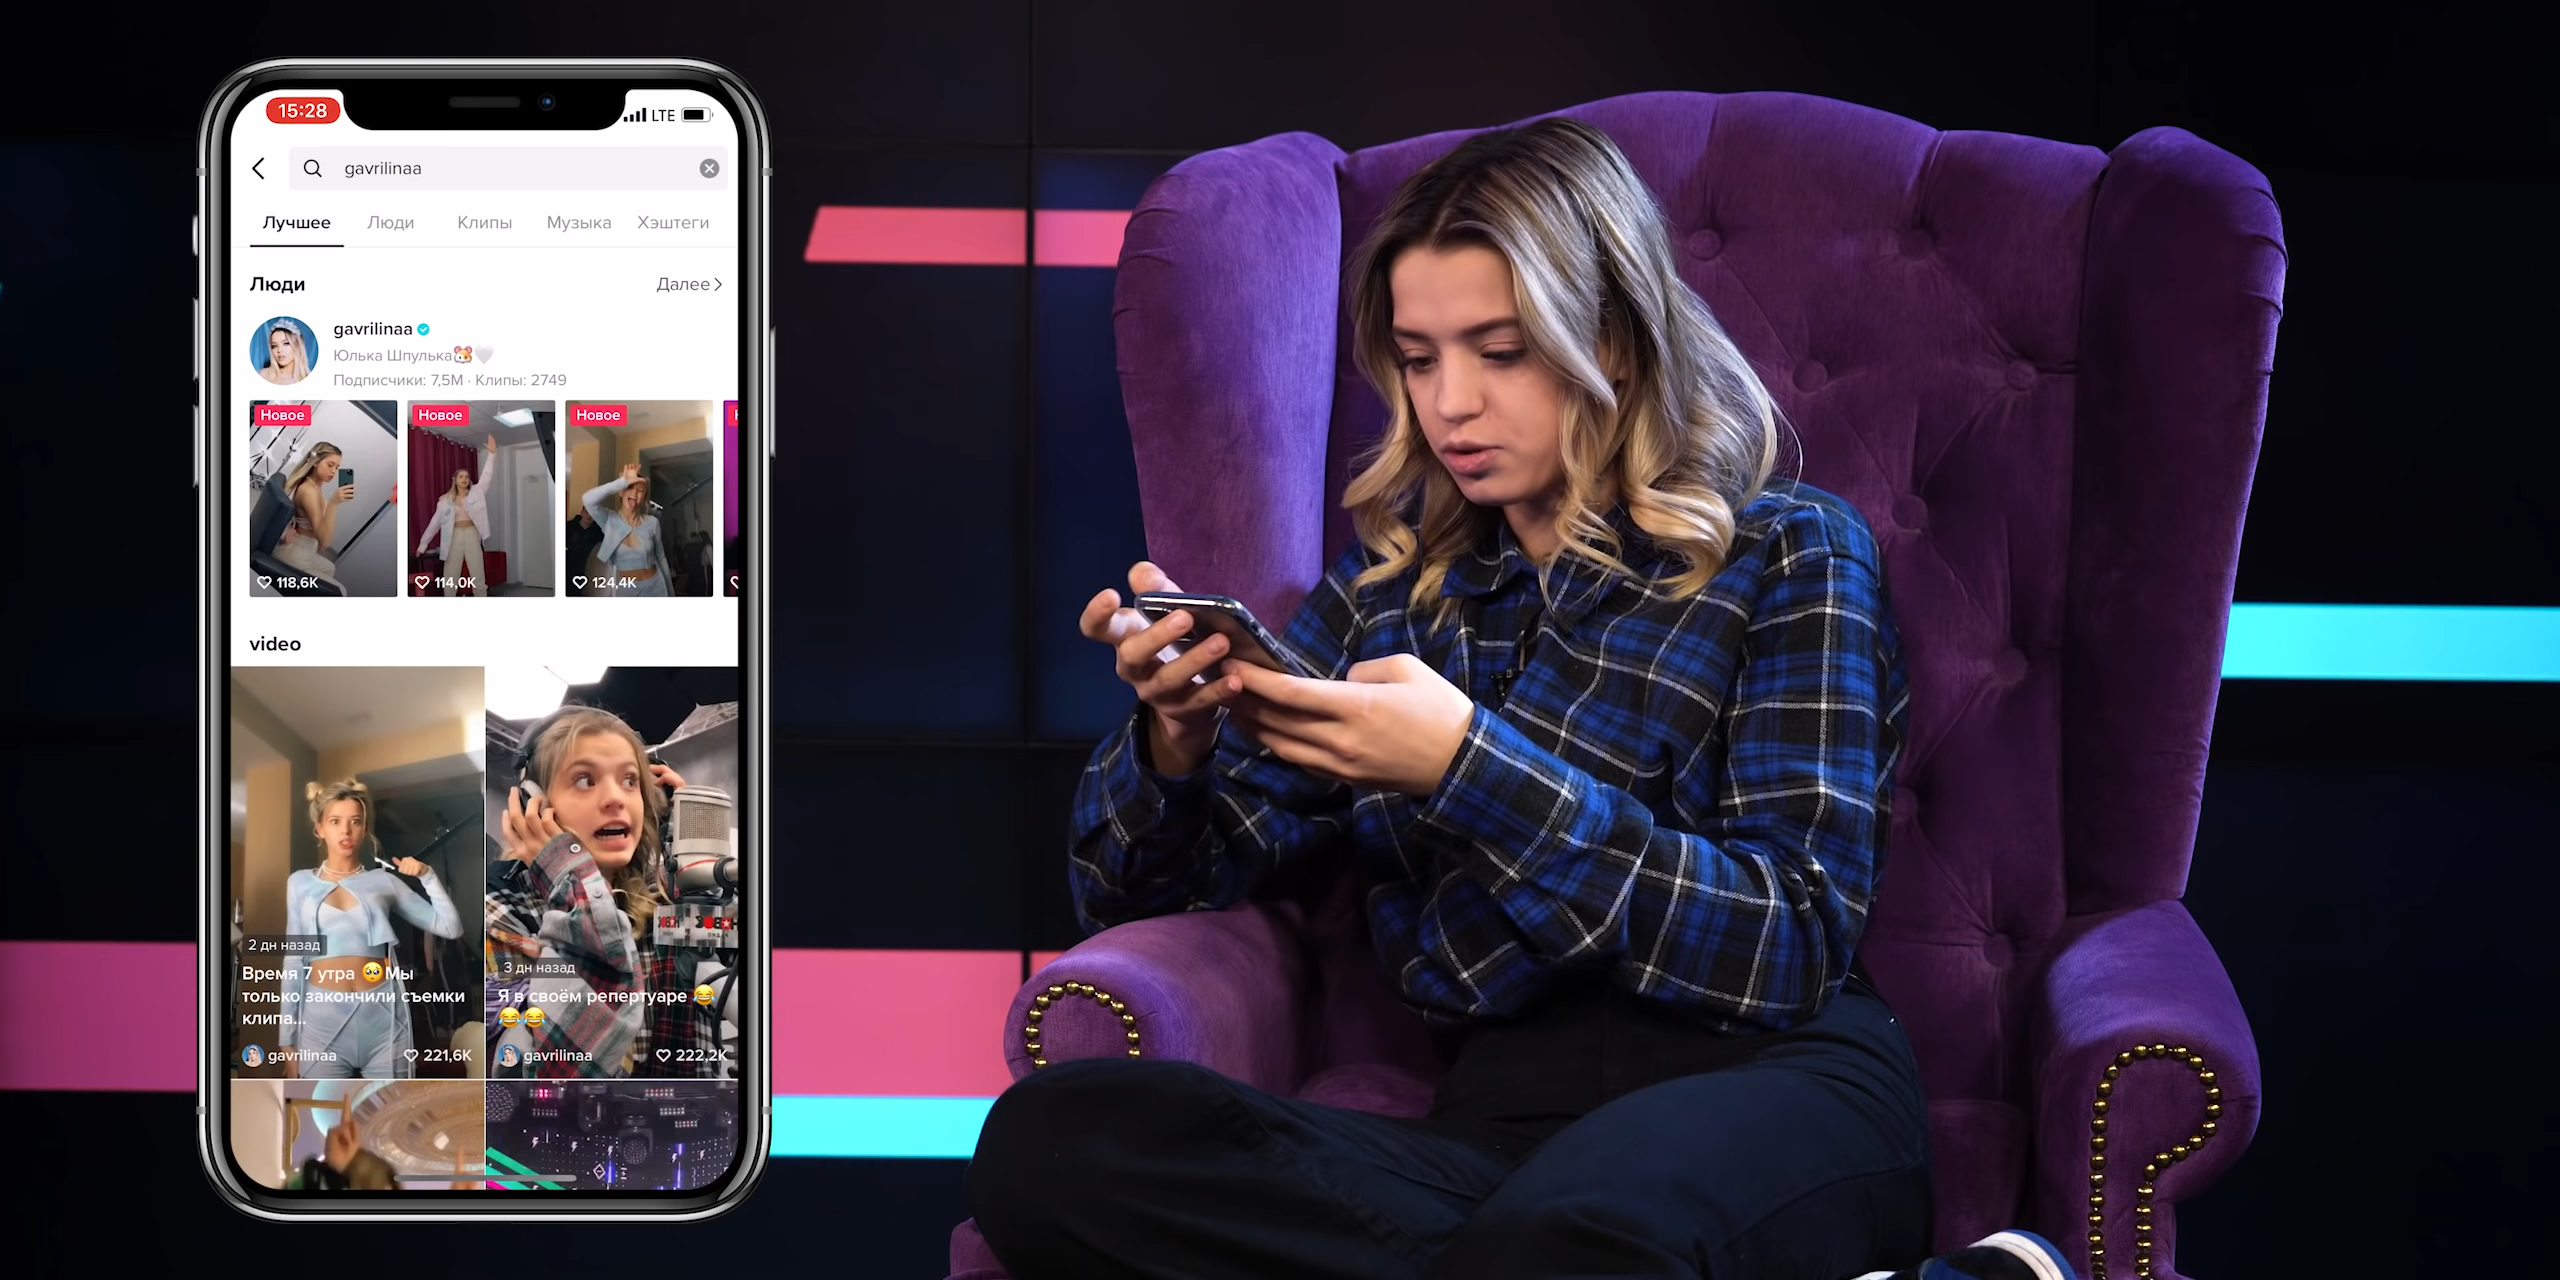 15:28
LTE
gavrilinaa
Лучшее Люди Клипы Музыка Хэштеги
Люди
Далее
gavrilinaa
Юлька Шпулька🐹🤍
Подписчики: 7,5M · Клипы: 2749
Новое Новое Новое
118,6K 114,0K 124,4K
video
2 дн назад
Время 7 утра 🥺Мы
только закончили съемки
клипа...
gavrilinaa 221,6K
3 дн назад
Я в своём репертуаре 😂
😂😂
gavrilinaa 222,2K